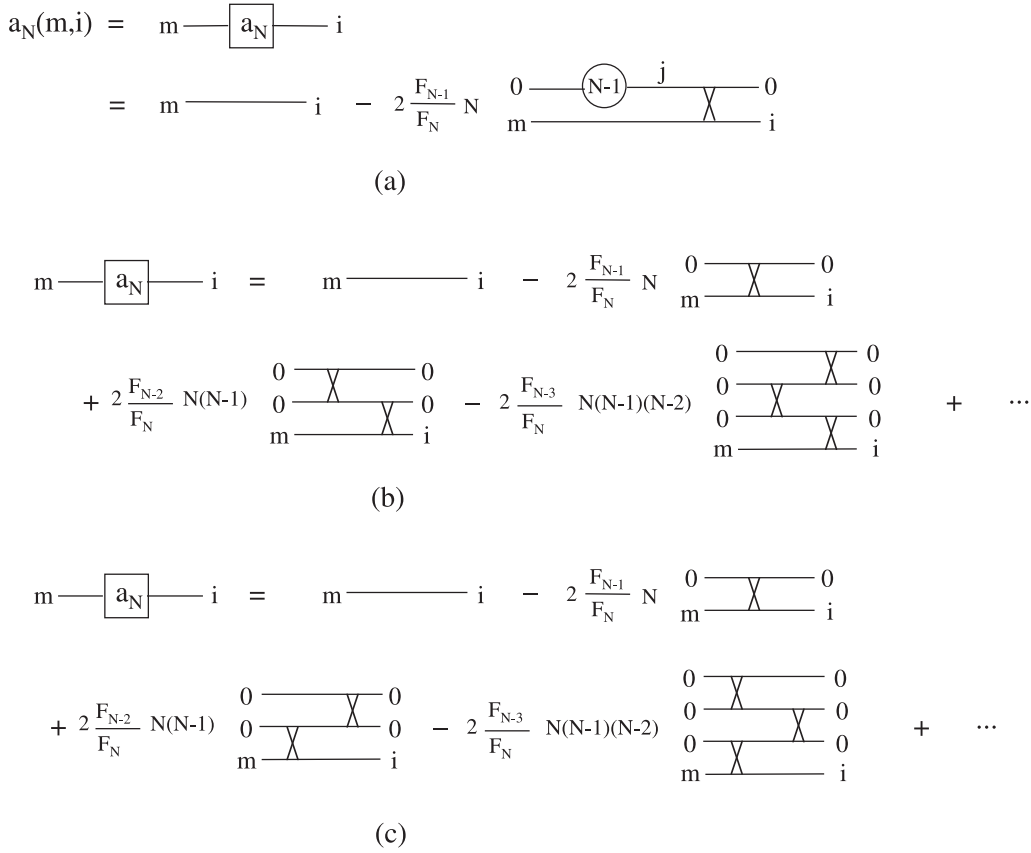 a_N(m,i) = m a_N i
= m i - 2 F_{N-1}/F_N N 0 N-1 j 0
m i
(a)
m a_N i = m i - 2 F_{N-1}/F_N N 0 0
m i
+ 2 F_{N-2}/F_N N(N-1) 0 0
0 0
m i
- 2 F_{N-3}/F_N N(N-1)(N-2) 0 0
0 0
0 0
m i
+ ...
(b)
m a_N i = m i - 2 F_{N-1}/F_N N 0 0
m i
+ 2 F_{N-2}/F_N N(N-1) 0 0
0 0
m i
- 2 F_{N-3}/F_N N(N-1)(N-2) 0 0
0 0
0 0
m i
+ ...
(c)